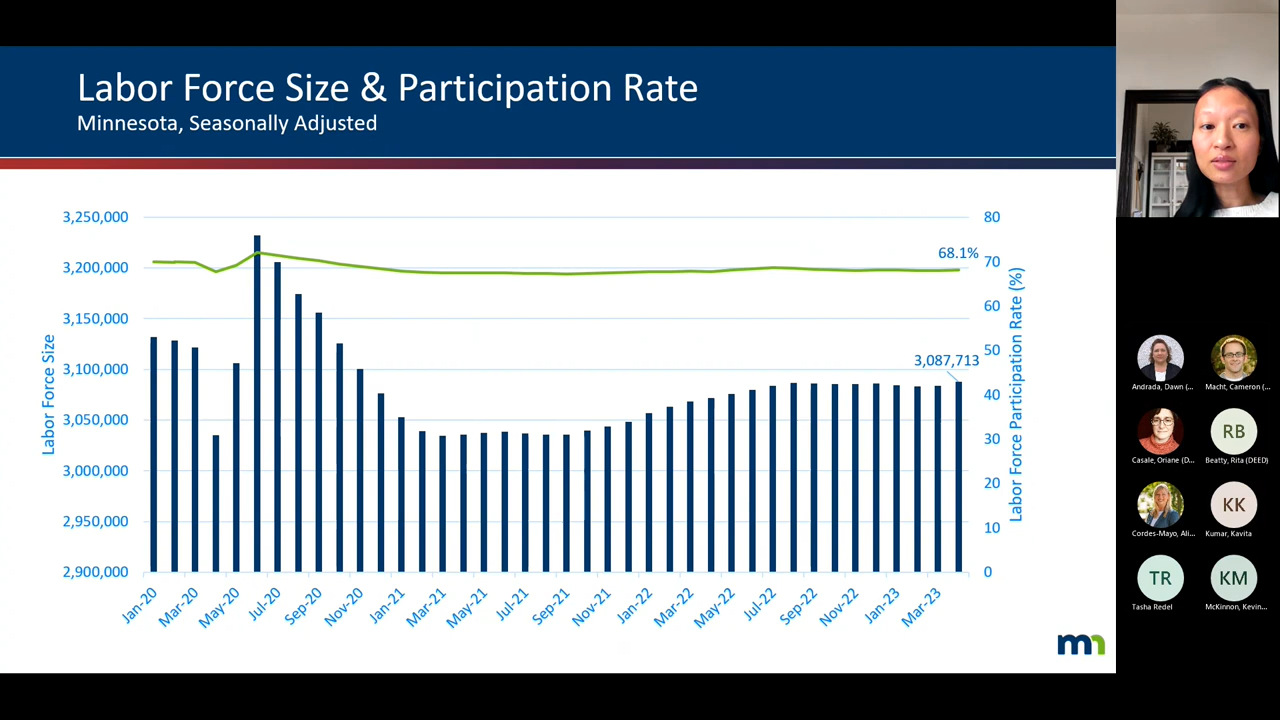 Labor Force Size & Participation Rate
Minnesota, Seasonally Adjusted
3,250,000
3,200,000
3,150,000
3,100,000
3,050,000
3,000,000
2,950,000
2,900,000
Labor Force Size
80
70
60
50
40
30
20
10
0
Labor Force Participation Rate (%)
68.1%
3,087,713
Jan-20
Mar-20
May-20
Jul-20
Sep-20
Nov-20
Jan-21
Mar-21
May-21
Jul-21
Sep-21
Nov-21
Jan-22
Mar-22
May-22
Jul-22
Sep-22
Nov-22
Jan-23
Mar-23
mn
Andrada, Dawn (...
Macht, Cameron (...
Casale, Oriane (D...
RB
Beatty, Rita (DEED)
Cordes-Mayo, Ali...
KK
Kumar, Kavita
TR
Tasha Redel
KM
McKinnon, Kevin...